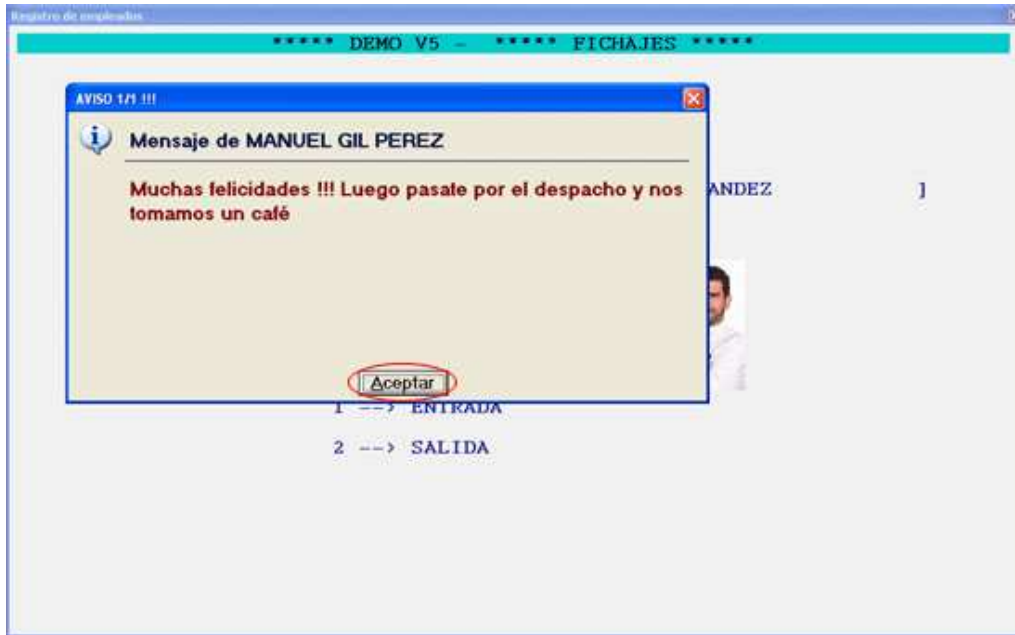 Registro de empleados
***** DEMO V5 - ***** FICHAJES *****
AVISO 1/1 !!!
Mensaje de MANUEL GIL PEREZ
Muchas felicidades !!! Luego pasate por el despacho y nos
tomamos un café
ANDEZ ]
Aceptar
1 --> ENTRADA
2 --> SALIDA